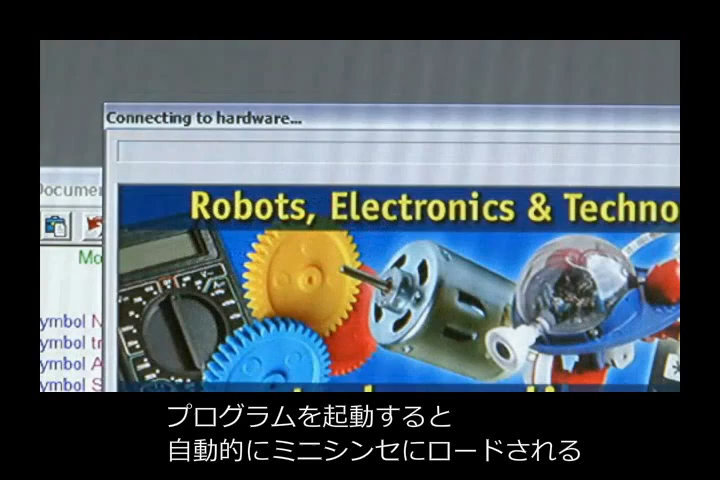 Connecting to hardware...
Robots, Electronics & Techno
プログラムを起動すると
自動的にミニシンセにロードされる